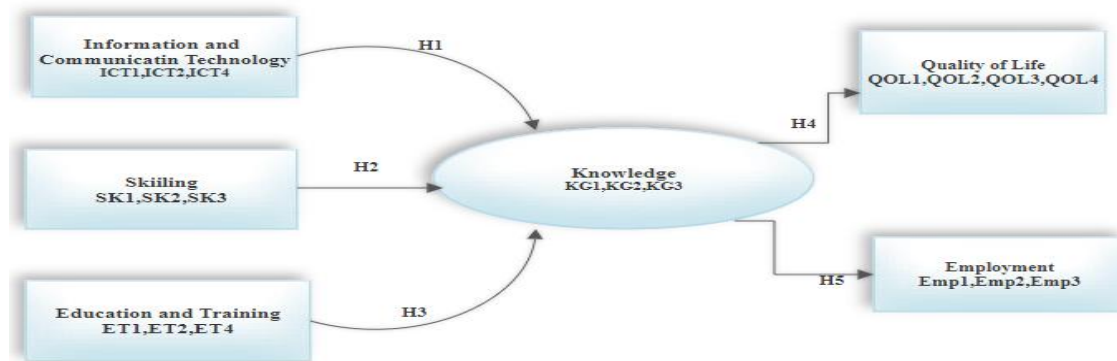 Information and
Communicatin Technology
ICT1,ICT2,ICT4
H1
Quality of Life
QOL1,QOL2,QOL3,QOL4
H4
Skiiling
SK1,SK2,SK3
H2
Knowledge
KG1,KG2,KG3
Education and Training
ET1,ET2,ET4
H3
H5
Employment
Emp1,Emp2,Emp3